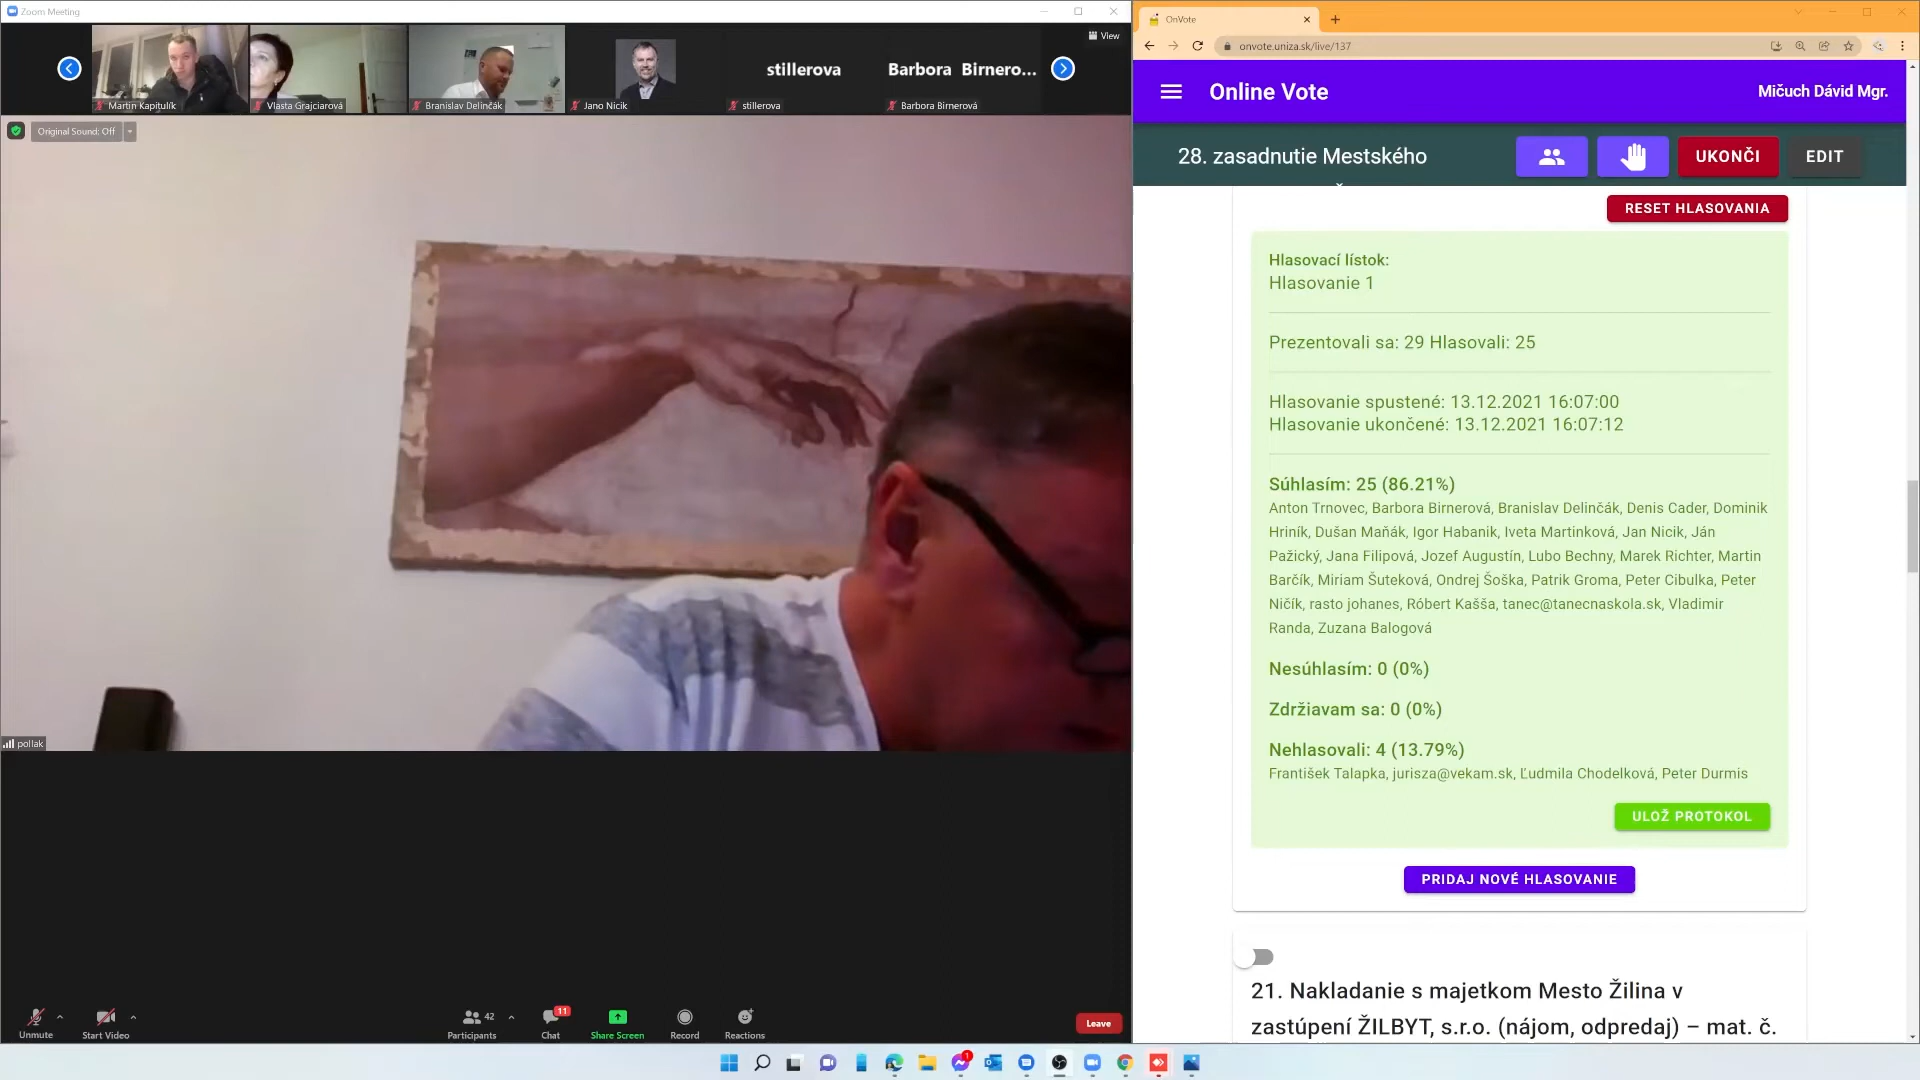 Zoom Meeting
View
Martin Kapitulík
Vlasta Grajciarová
Branislav Delinčák
Jano Nicik
stillerova
stillerova
Barbora Birnero...
Barbora Birnerová
Original Sound: Off
pollak
Unmute
Start Video
42
Participants
11
Chat
Share Screen
Record
Reactions
Leave
OnVote
onvote.uniza.sk/live/137
Online Vote
Mičuch Dávid Mgr.
28. zasadnutie Mestského
UKONČI
EDIT
RESET HLASOVANIA
Hlasovací lístok:
Hlasovanie 1
Prezentovali sa: 29 Hlasovali: 25
Hlasovanie spustené: 13.12.2021 16:07:00
Hlasovanie ukončené: 13.12.2021 16:07:12
Súhlasím: 25 (86.21%)
Anton Trnovec, Barbora Birnerová, Branislav Delinčák, Denis Cader, Dominik
Hriník, Dušan Maňák, Igor Habanik, Iveta Martinková, Jan Nicik, Ján
Pažický, Jana Filipová, Jozef Augustín, Lubo Bechny, Marek Richter, Martin
Barčík, Miriam Šuteková, Ondrej Šoška, Patrik Groma, Peter Cibulka, Peter
Ničík, rasto johanes, Róbert Kašša, tanec@tanecnaskola.sk, Vladimir
Randa, Zuzana Balogová
Nesúhlasím: 0 (0%)
Zdržiavam sa: 0 (0%)
Nehlasovali: 4 (13.79%)
František Talapka, jurisza@vekam.sk, Ľudmila Chodelková, Peter Durmis
ULOŽ PROTOKOL
PRIDAJ NOVÉ HLASOVANIE
21. Nakladanie s majetkom Mesto Žilina v
zastúpení ŽILBYT, s.r.o. (nájom, odpredaj) – mat. č.